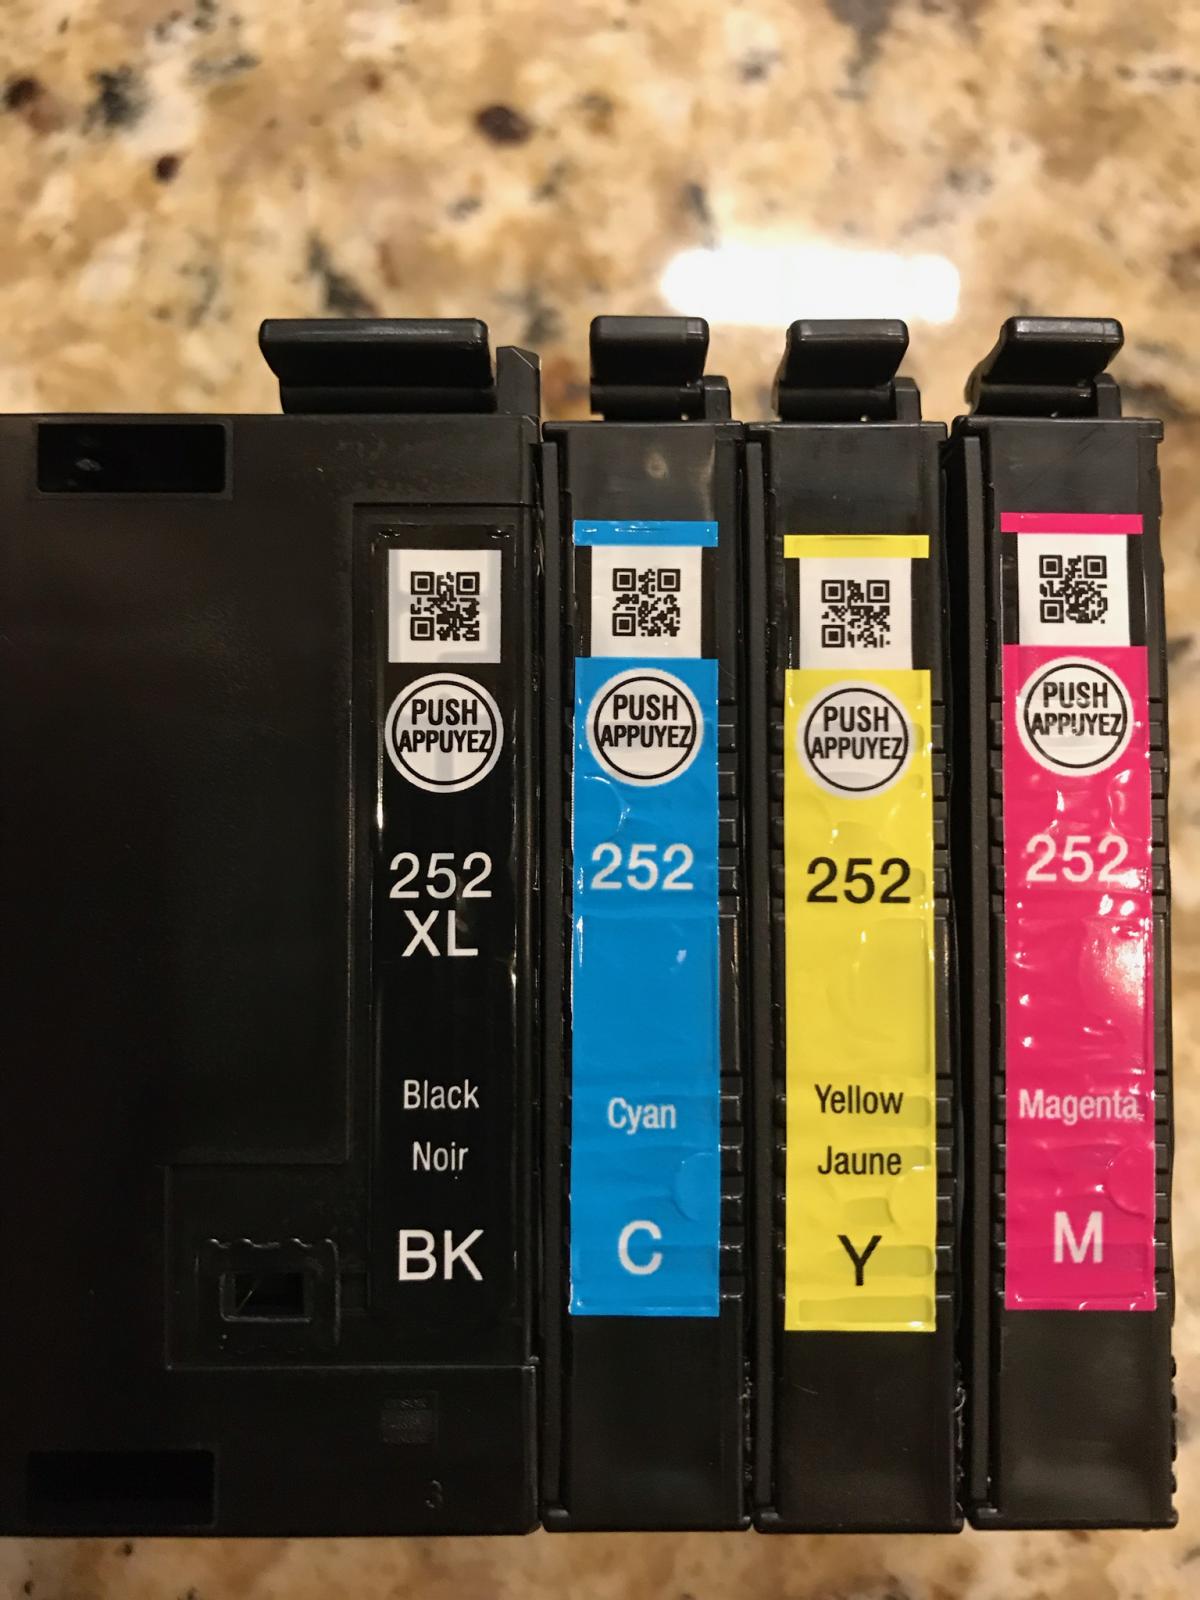 PUSH
APPUYEZ
252
XL
Black
Noir
BK
PUSH
APPUYEZ
252
Cyan
C
PUSH
APPUYEZ
252
Yellow
Jaune
Y
PUSH
APPUYEZ
252
Magenta
M
3